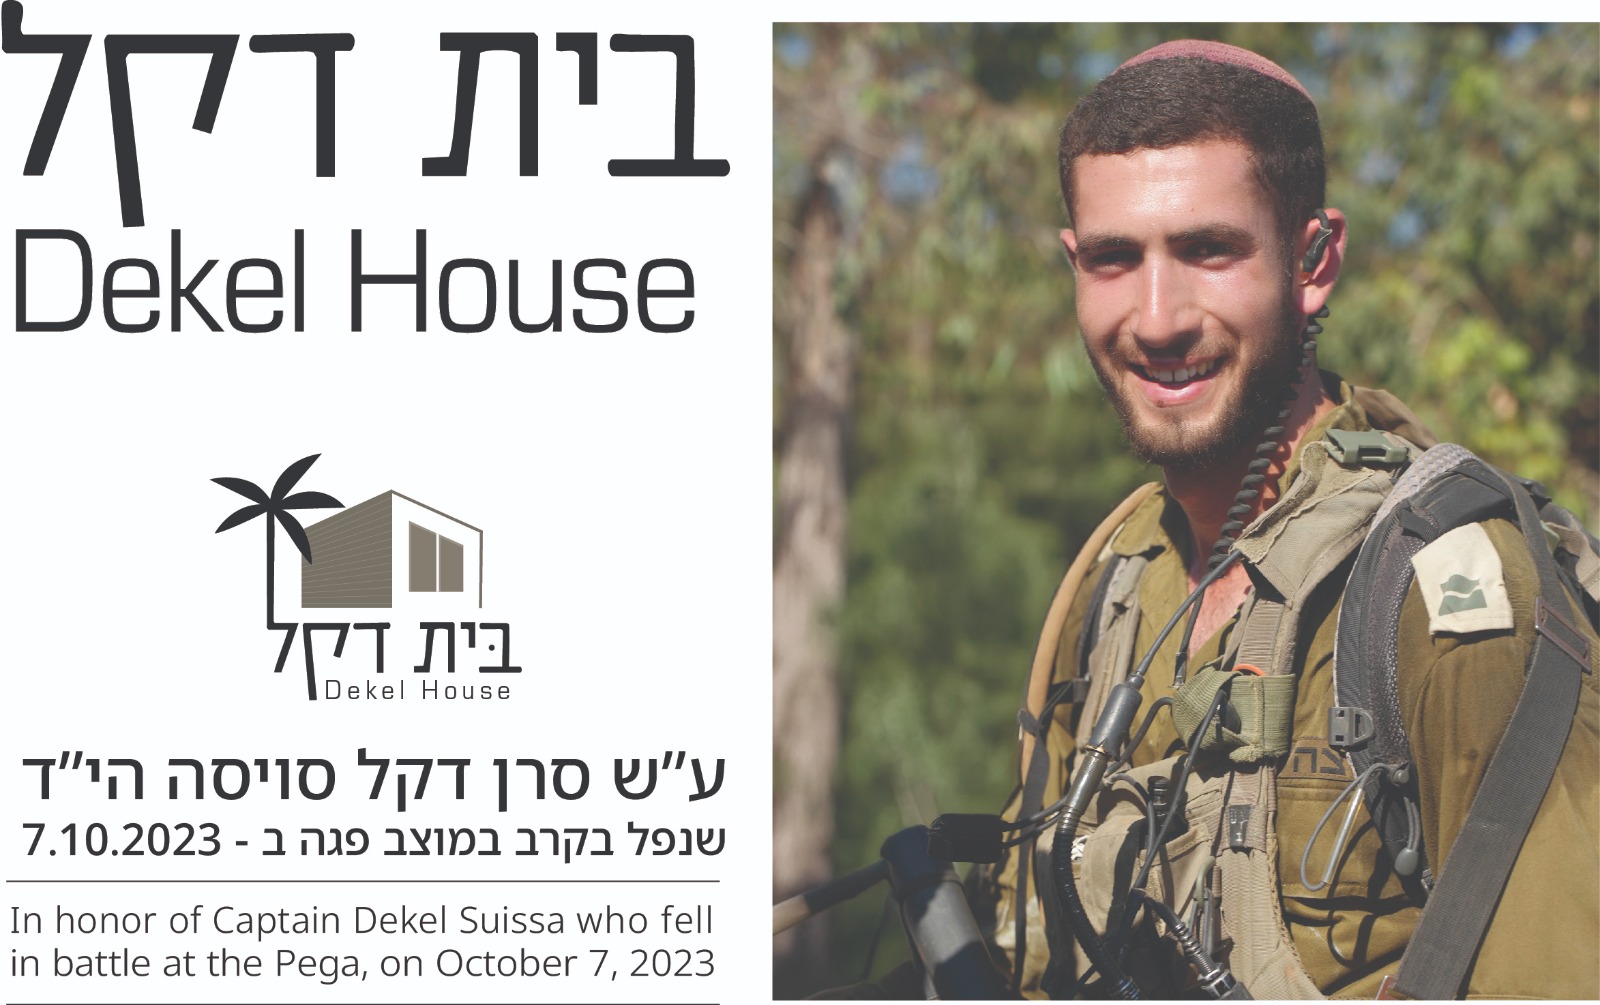 בית דקל
Dekel House
בית דקל
Dekel House
ע״ש סרן דקל סויסה הי״ד
שנפל בקרב במוצב פגה ב - 7.10.2023
In honor of Captain Dekel Suissa who fell
in battle at the Pega, on October 7, 2023